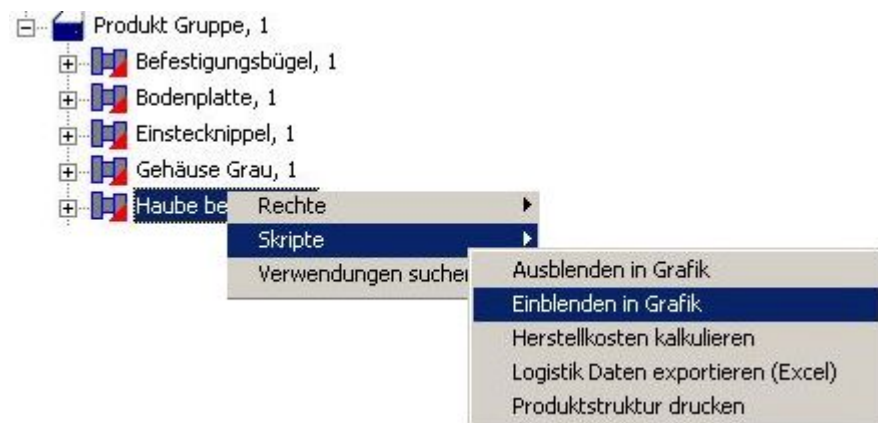 Produkt Gruppe, 1
Befestigungsbügel, 1
Bodenplatte, 1
Einstecknippel, 1
Gehäuse Grau, 1
Haube be
Rechte
Skripte
Verwendungen suchen
Ausblenden in Grafik
Einblenden in Grafik
Herstellkosten kalkulieren
Logistik Daten exportieren (Excel)
Produktstruktur drucken